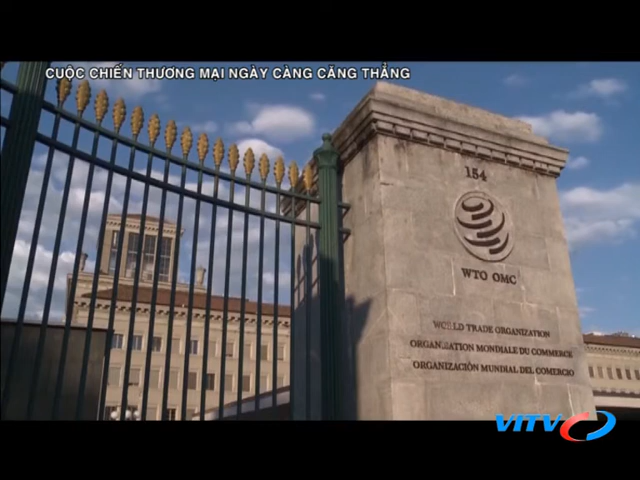 CUỘC CHIẾN THƯƠNG MẠI NGÀY CÀNG CĂNG THẲNG
154
WTO OMC
WORLD TRADE ORGANIZATION
ORGANISATION MONDIALE DU COMMERCE
ORGANIZACIÓN MUNDIAL DEL COMERCIO
VITV